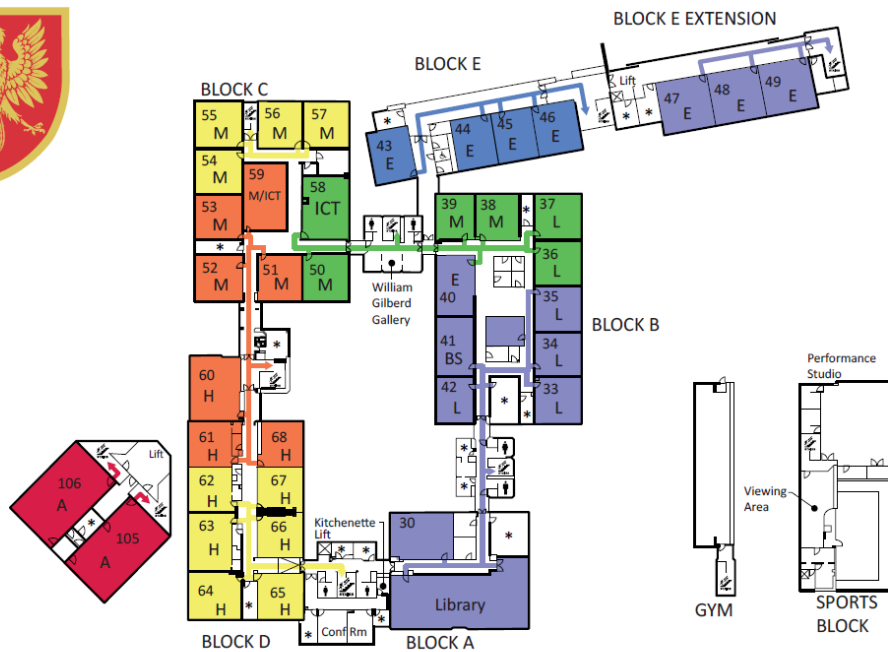 BLOCK E EXTENSION
BLOCK E
BLOCK C
Lift
47
E
48
E
49
E
43
E
44
E
45
E
46
E
*
*
*
55
M
56
M
57
M
54
M
59
M/ICT
58
ICT
53
M
*
52
M
51
M
50
M
39
M
38
M
*
37
L
36
L
E
40
35
L
William
Gilberd
Gallery
BLOCK B
41
BS
34
L
42
L
*
*
33
L
*
60
H
61
H
68
H
62
H
67
H
63
H
66
H
64
H
*
65
H
Lift
106
A
*
105
A
*
*
Kitchenette
Lift
*
*
30
*
Library
*
Conf Rm
*
BLOCK D
BLOCK A
Performance
Studio
Viewing
Area
GYM
SPORTS
BLOCK